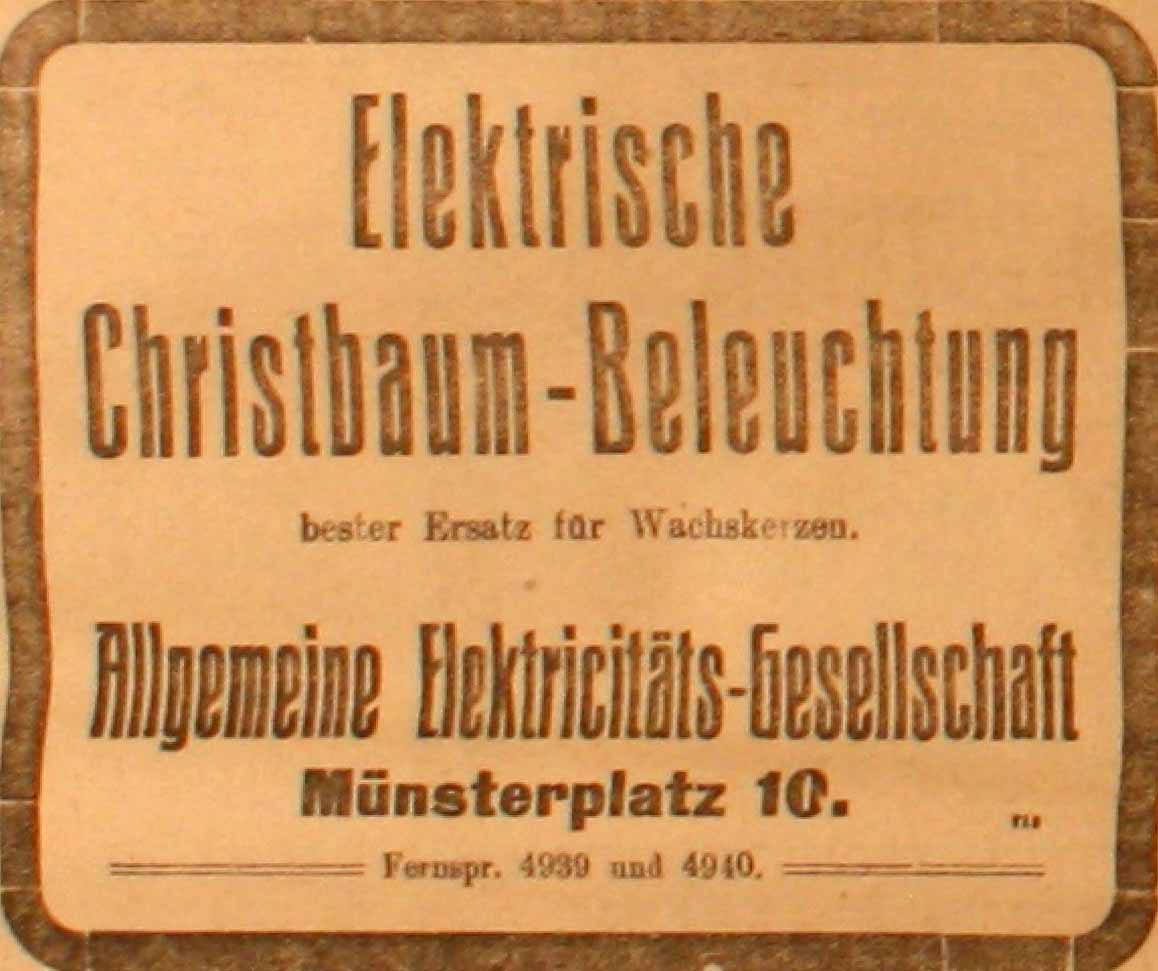 Elektrische
Christbaum-Beleuchtung
bester Ersatz für Wachskerzen.
Allgemeine Elektricitäts-Gesellschaft
Münsterplatz 10.
Fernspr. 4939 und 4940.